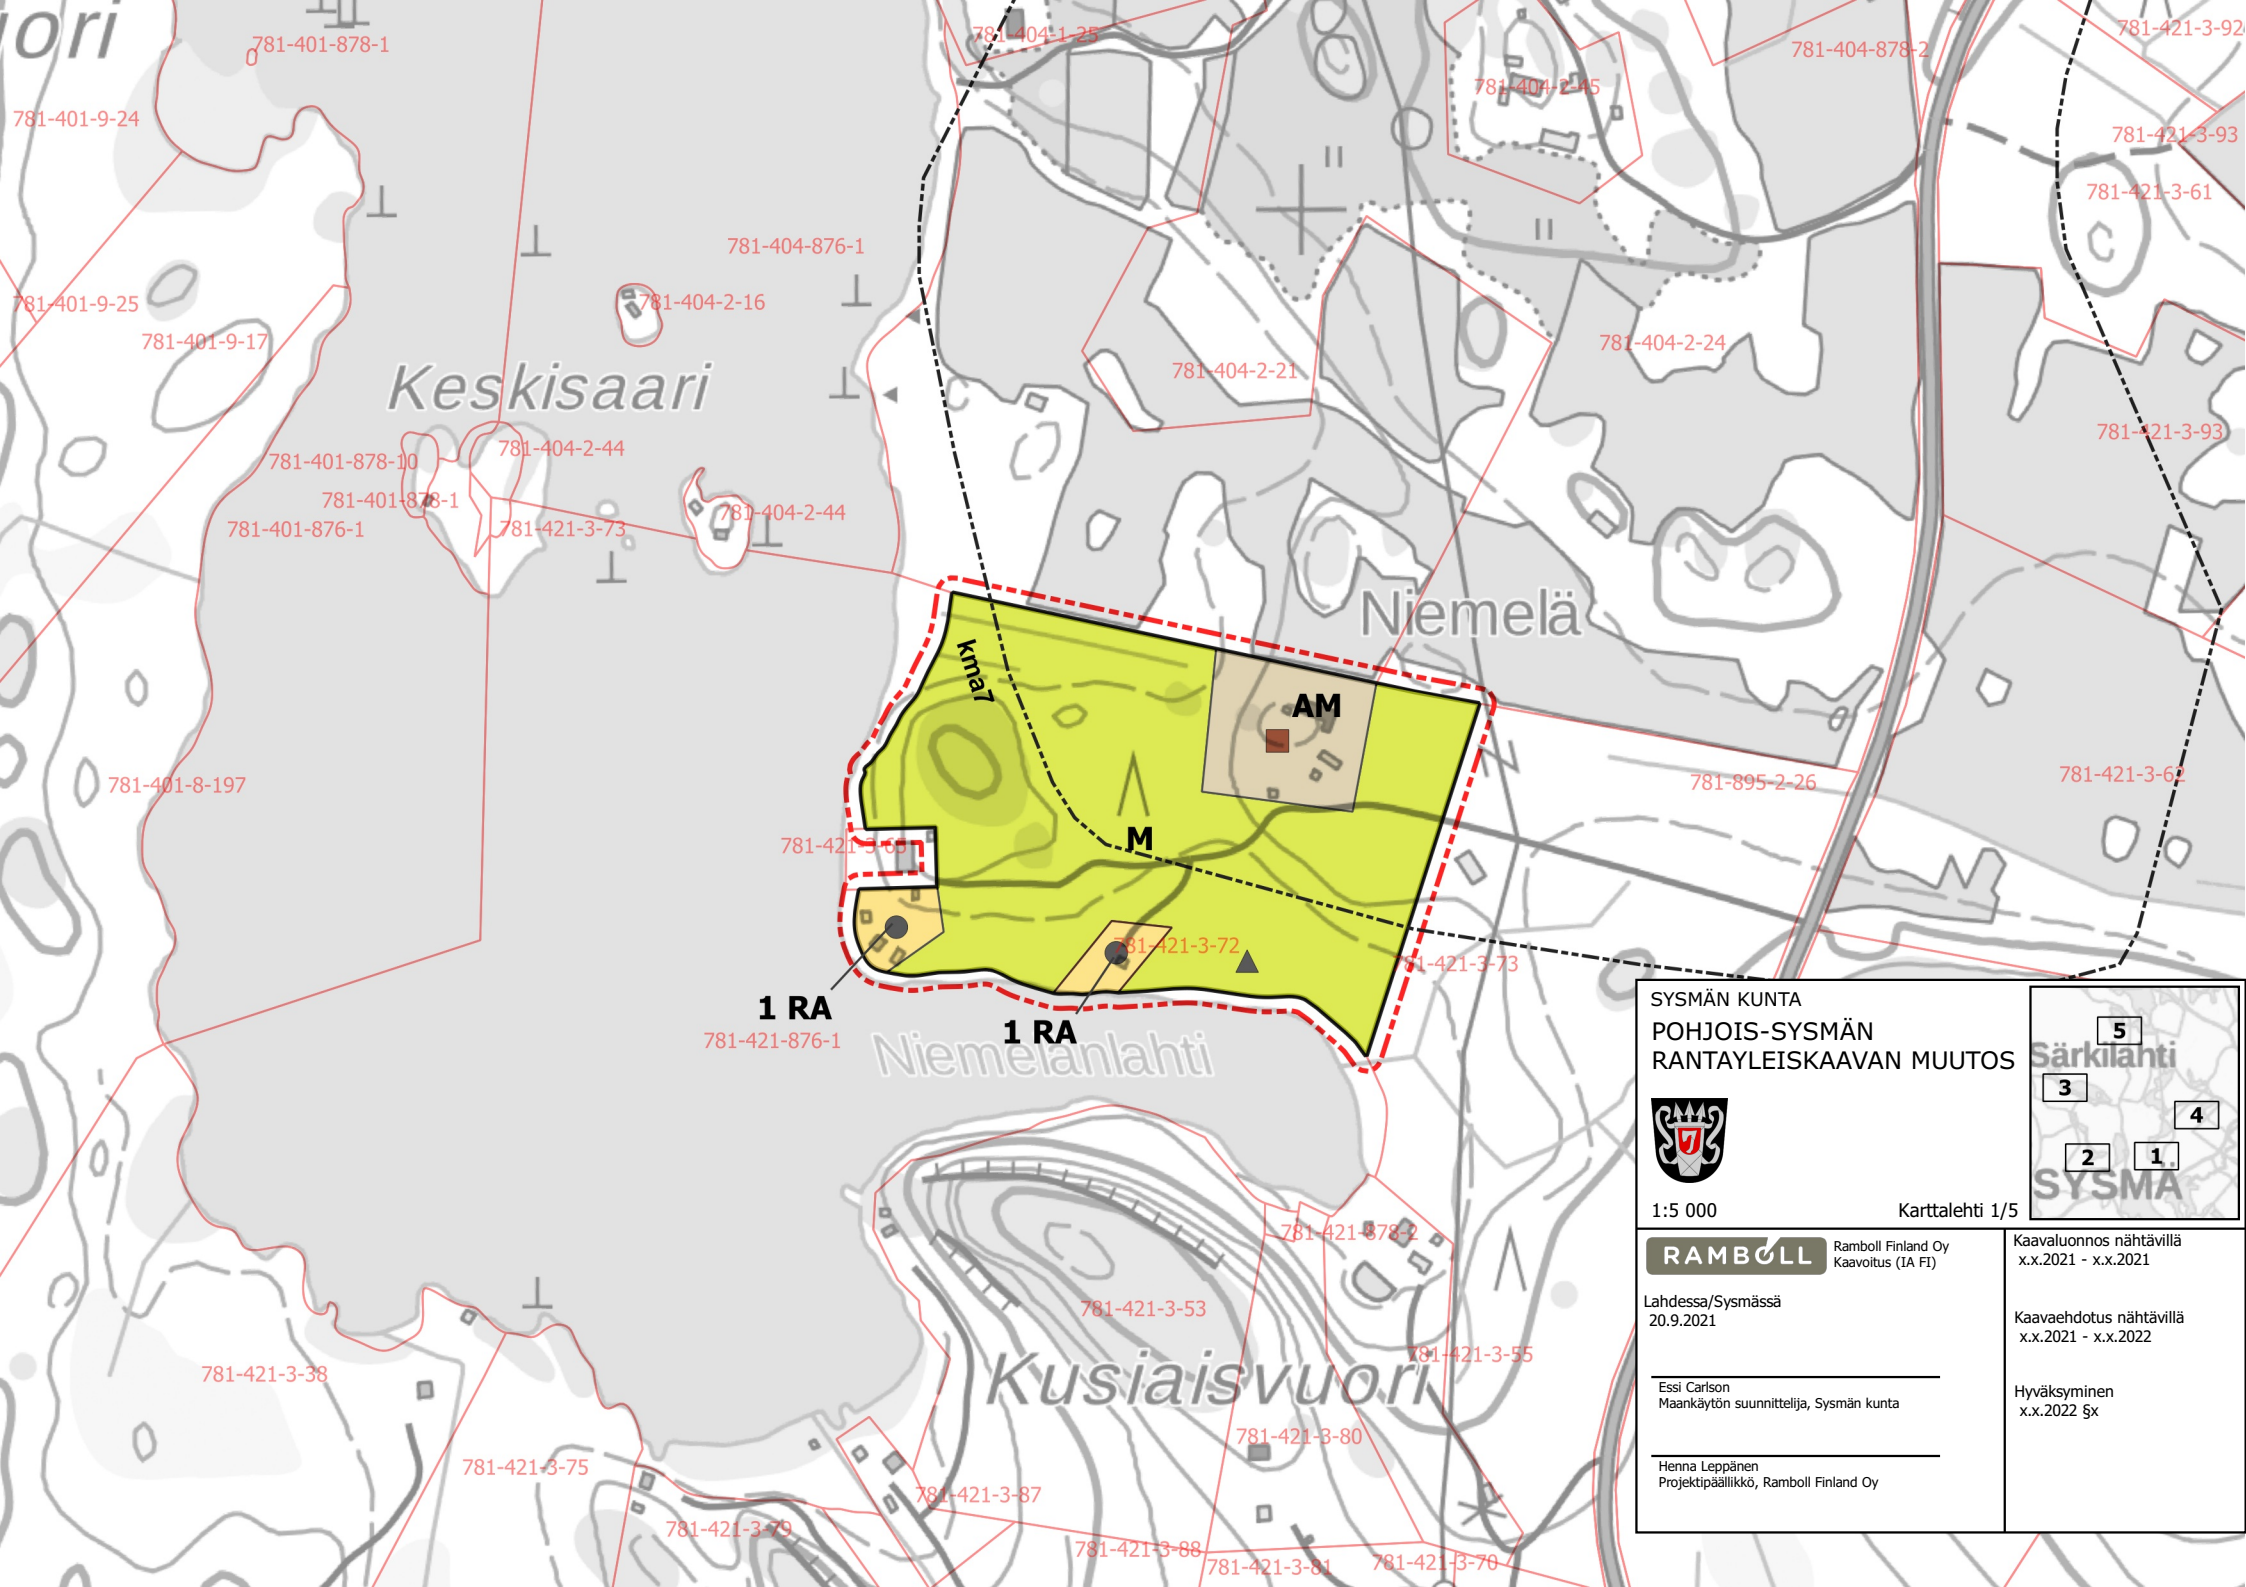 ori
781-401-878-1
781-404-1-25
781-404-878-2
781-421-3-92
781-401-9-24
781-404-2-45
781-421-3-93
781-421-3-61
781-404-876-1
781-401-9-25
781-404-2-16
781-401-9-17
781-404-2-21
781-404-2-24
Keskisaari
781-421-3-93
781-404-2-44
781-401-878-10
781-401-878-1
781-404-2-44
781-401-876-1
781-421-3-73
Niemelä
kma7
AM
781-401-8-197
781-895-2-26
781-421-3-62
M
781-421-3-65
781-421-3-72
781-421-3-73
1 RA
1 RA
781-421-876-1
Niemelänlahti
781-421-878-2
781-421-3-53
781-421-3-55
Kusiaisvuori
781-421-3-38
781-421-3-80
781-421-3-75
781-421-3-87
781-421-3-79
781-421-3-88
781-421-3-81
781-421-3-70
SYSMÄN KUNTA
POHJOIS-SYSMÄN
RANTAYLEISKAAVAN MUUTOS
1:5 000
Karttalehti 1/5
5
Särkilahti
3
4
2
1
SYSMÄ
RAMBOLL
Ramboll Finland Oy
Kaavoitus (IA FI)
Lahdessa/Sysmässä
20.9.2021
Essi Carlson
Maankäytön suunnittelija, Sysmän kunta
Henna Leppänen
Projektipäällikkö, Ramboll Finland Oy
Kaavaluonnos nähtävillä
x.x.2021 - x.x.2021
Kaavaehdotus nähtävillä
x.x.2021 - x.x.2022
Hyväksyminen
x.x.2022 §x